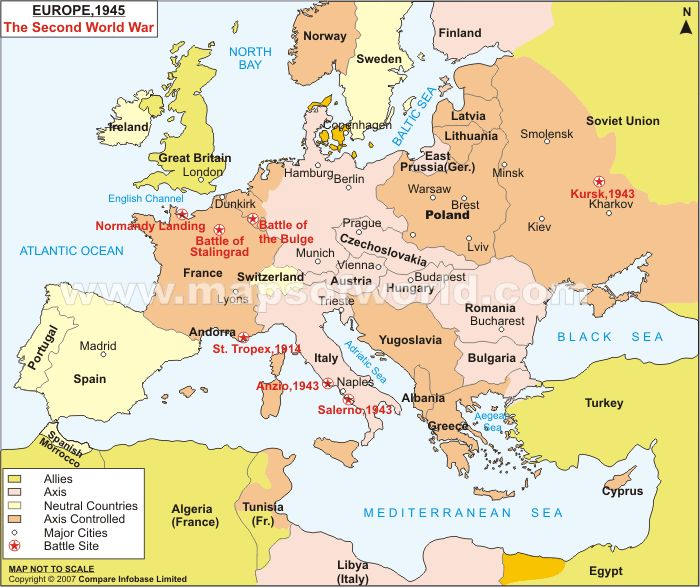 EUROPE,1945
The Second World War
N
NORTH
BAY
Norway
Sweden
Finland
BALTIC SEA
Soviet Union
Ireland
Great Britain
London
Copenhagen
Latvia
Lithuania
Smolensk
East
Prussia(Ger.)
Minsk
Hamburg
Berlin
Warsaw
Brest
Poland
Kursk,1943
Kharkov
Kiev
Lviv
English Channel
Dunkirk
Normandy Landing
Battle of
the Bulge
Battle of
Stalingrad
ATLANTIC OCEAN
Prague
Czechoslovakia
Munich
Vienna
Austria
Budapest
Hungary
France
Switzerland
www.mapsofworld.com
Lyons
Trieste
Romania
Bucharest
Andorra
St. Tropex,1914
Yugoslavia
BLACK SEA
Portugal
Madrid
Spain
Italy
Adriatic Sea
Bulgaria
Anzio,1943
Naples
Salerno,1943
Albania
Greece
Aegean
Sea
Turkey
Spanish
Morrocco
Algeria
(France)
Tunisia
(Fr.)
Cyprus
MEDITERRANEAN SEA
Libya
(Italy)
Egypt
Allies
Axis
Neutral Countries
Axis Controlled
Major Cities
Battle Site
MAP NOT TO SCALE
Copyright © 2007 Compare Infobase Limited